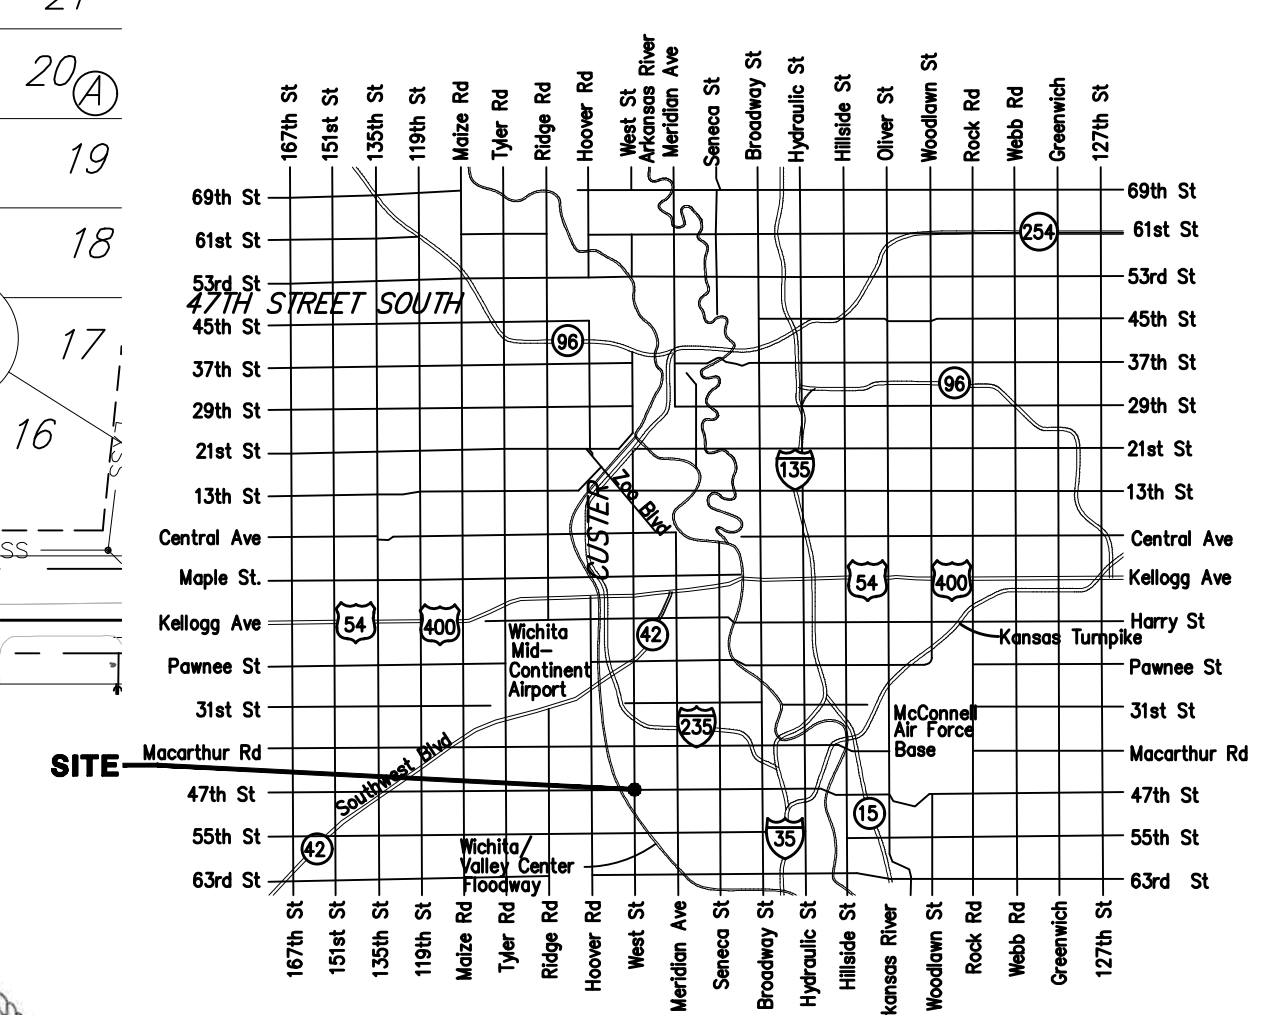 21
20 A
19
18
17
16
SS
167th St
151st St
135th St
119th St
Maize Rd
Tyler Rd
Ridge Rd
Hoover Rd
West St
Arkansas River
Meridian Ave
Seneca St
Broadway St
Hydraulic St
Hillside St
Oliver St
Woodlawn St
Rock Rd
Webb Rd
Greenwich
127th St
69th St
61st St
53rd St
47TH STREET SOUTH
45th St
37th St
29th St
21st St
13th St
Central Ave
Maple St.
Kellogg Ave
Pawnee St
31st St
Macarthur Rd
SITE
47th St
55th St
63rd St
69th St
61st St
53rd St
45th St
37th St
29th St
21st St
13th St
Central Ave
Kellogg Ave
Harry St
Kansas Turnpike
Pawnee St
31st St
Macarthur Rd
47th St
55th St
63rd St
254
96
96
135
Zoo Blvd
CUSTER
54
400
54
400
42
Wichita
Mid-
Continent
Airport
235
McConnell
Air Force
Base
Southwest Blvd
15
35
42
Wichita/
Valley Center
Floodway
167th St
151st St
135th St
119th St
Maize Rd
Tyler Rd
Ridge Rd
Hoover Rd
West St
Meridian Ave
Seneca St
Broadway St
Hydraulic St
Hillside St
kansas River
Woodlawn St
Rock Rd
Webb Rd
Greenwich
127th St